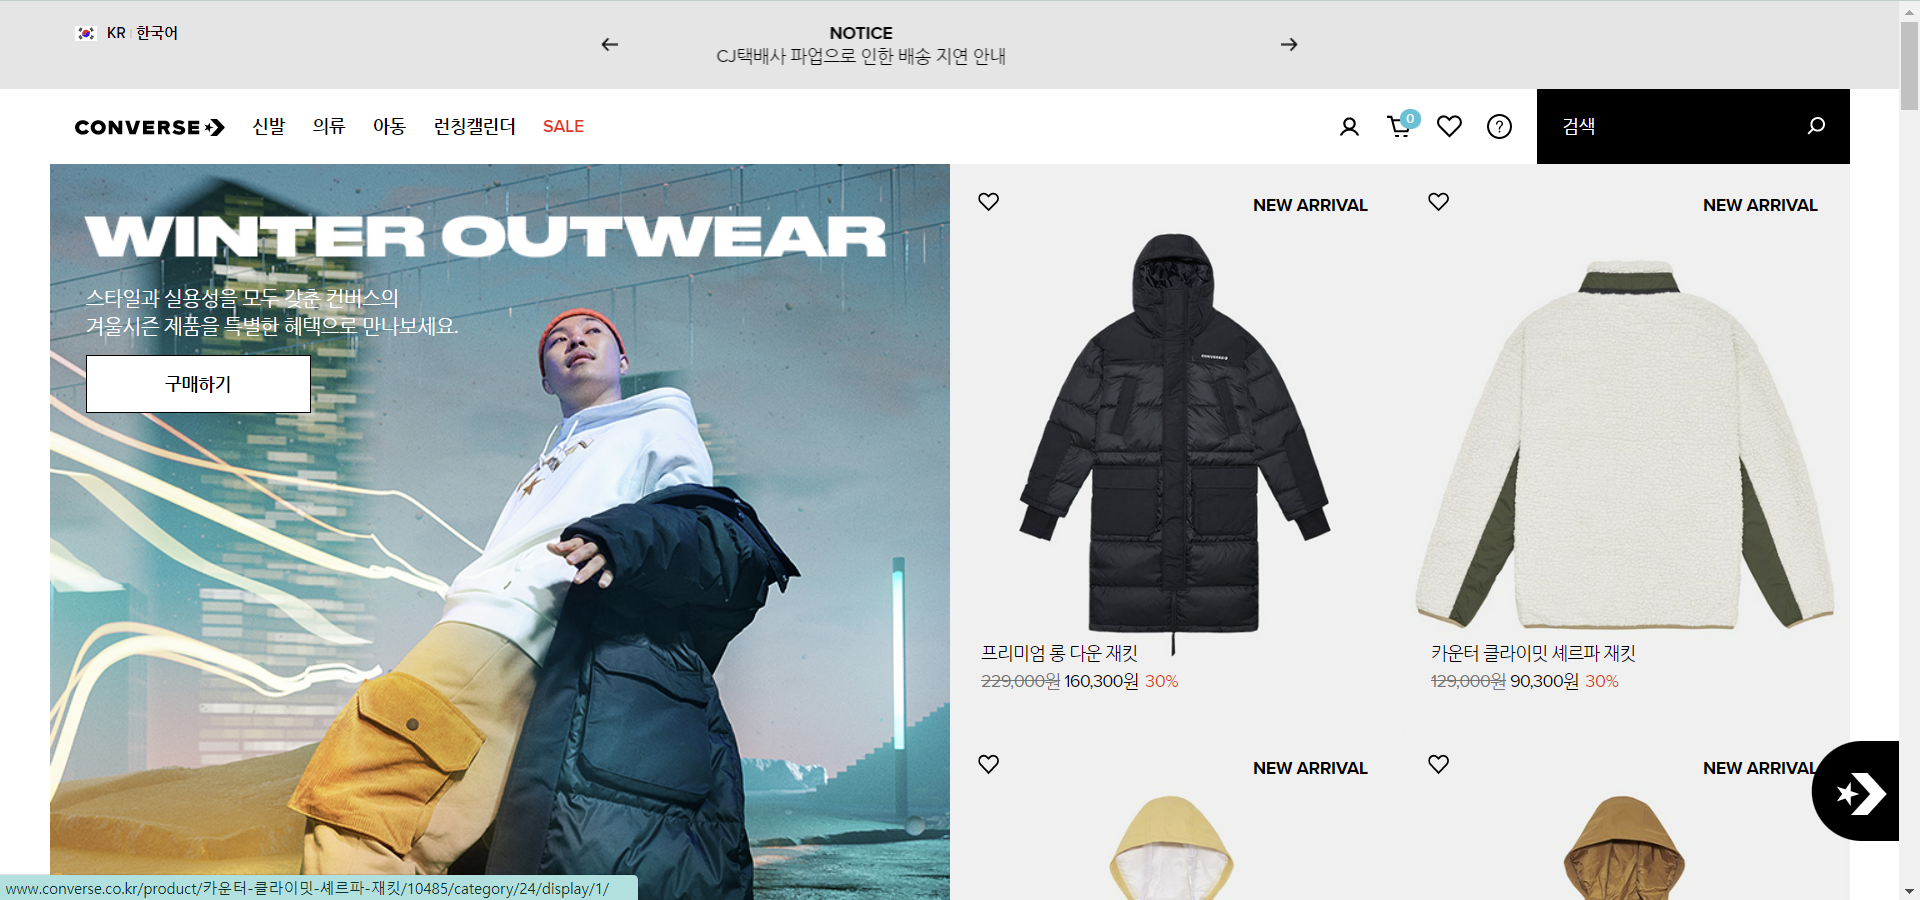 KR 한국어
NOTICE
CJ택배사 파업으로 인한 배송 지연 안내
CONVERSE 신발 의류 아동 런칭캘린더 SALE 0 ? 검색
WINTER OUTWEAR
스타일과 실용성을 모두 갖춘 컨버스의
겨울시즌 제품을 특별한 혜택으로 만나보세요.
구매하기
NEW ARRIVAL
CONVERSE
프리미엄 롱 다운 재킷
229,000원 160,300원 30%
NEW ARRIVAL
카운터 클라이밋 셰르파 재킷
129,000원 90,300원 30%
NEW ARRIVAL
NEW ARRIVAL
www.converse.co.kr/product/카운터-클라이밋-셰르파-재킷/10485/category/24/display/1/